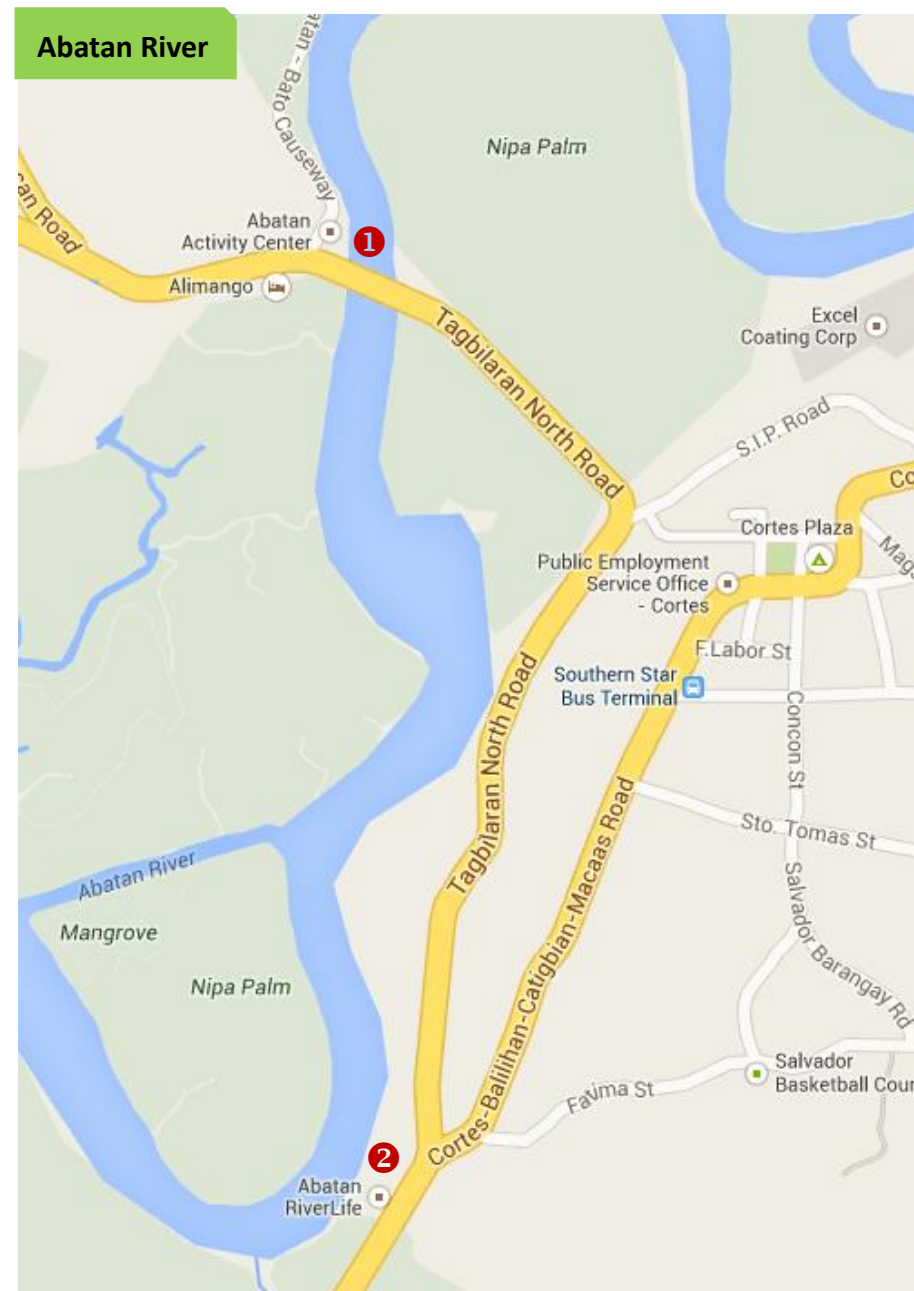 Abatan River
atan - Bato Causeway
Nipa Palm
can Road
Abatan
Activity Center
1
Alimango
Excel
Coating Corp
Tagbilaran North Road
S.I.P. Road
Co
Cortes Plaza
Mags
Public Employment
Service Office
- Cortes
F.Labor St
Southern Star
Bus Terminal
Tagbilaran North Road
Concon St
Cortes-Balilihan-Catigbian-Macaas Road
Sto. Tomas St
Abatan River
Mangrove
Nipa Palm
Salvador Barangay Rd
Salvador
Basketball Cour
Fatima St
2
Abatan
RiverLife